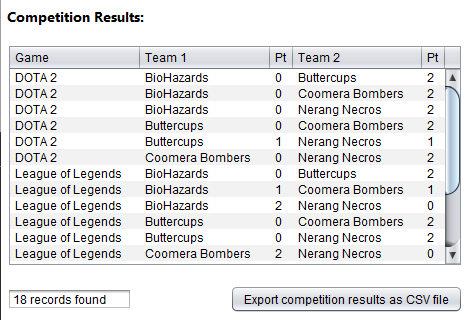 Competition Results:
Game Team 1 Pt Team 2 Pt
DOTA 2 BioHazards 0 Buttercups 2
DOTA 2 BioHazards 0 Coomera Bombers 2
DOTA 2 BioHazards 0 Nerang Necros 2
DOTA 2 Buttercups 0 Coomera Bombers 2
DOTA 2 Buttercups 1 Nerang Necros 1
DOTA 2 Coomera Bombers 0 Nerang Necros 2
League of Legends BioHazards 0 Buttercups 2
League of Legends BioHazards 1 Coomera Bombers 1
League of Legends BioHazards 2 Nerang Necros 0
League of Legends Buttercups 0 Coomera Bombers 2
League of Legends Buttercups 0 Nerang Necros 2
League of Legends Coomera Bombers 2 Nerang Necros 0
18 records found Export competition results as CSV file